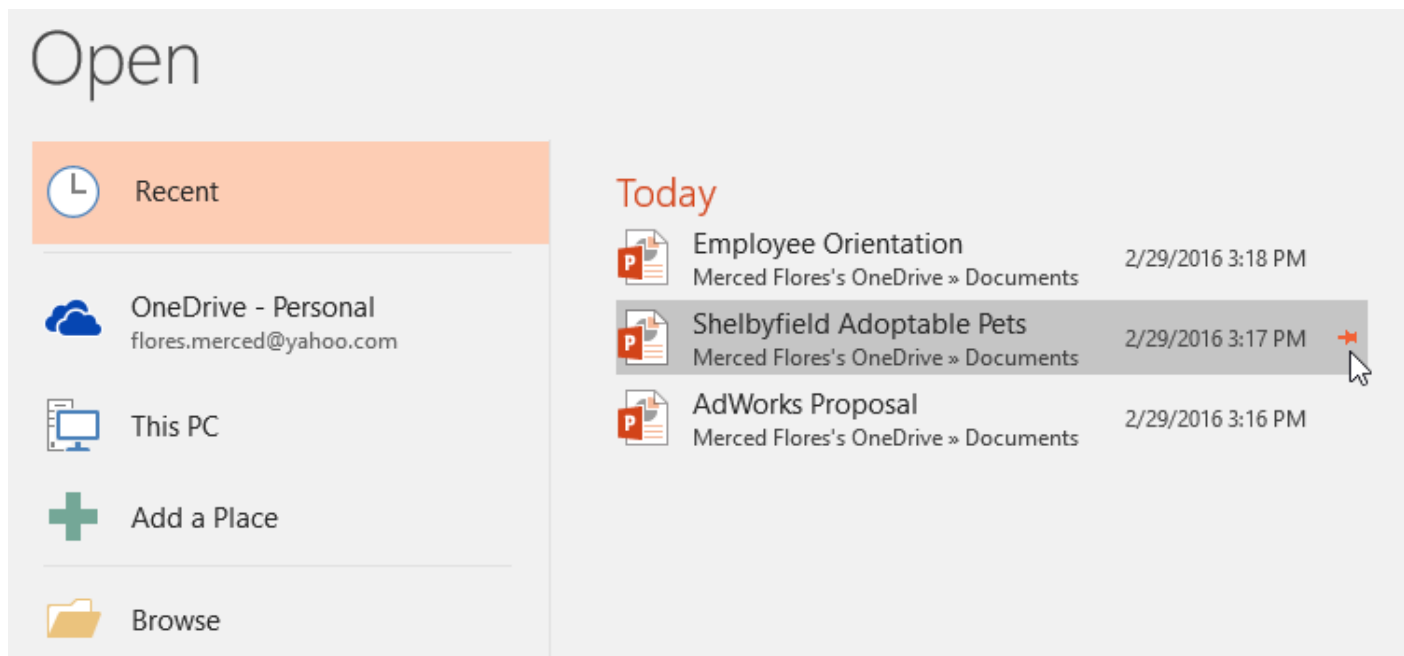 Open
Recent
OneDrive - Personal
flores.merced@yahoo.com
This PC
Add a Place
Browse
Today
Employee Orientation
Merced Flores's OneDrive » Documents
2/29/2016 3:18 PM
Shelbyfield Adoptable Pets
Merced Flores's OneDrive » Documents
2/29/2016 3:17 PM
AdWorks Proposal
Merced Flores's OneDrive » Documents
2/29/2016 3:16 PM